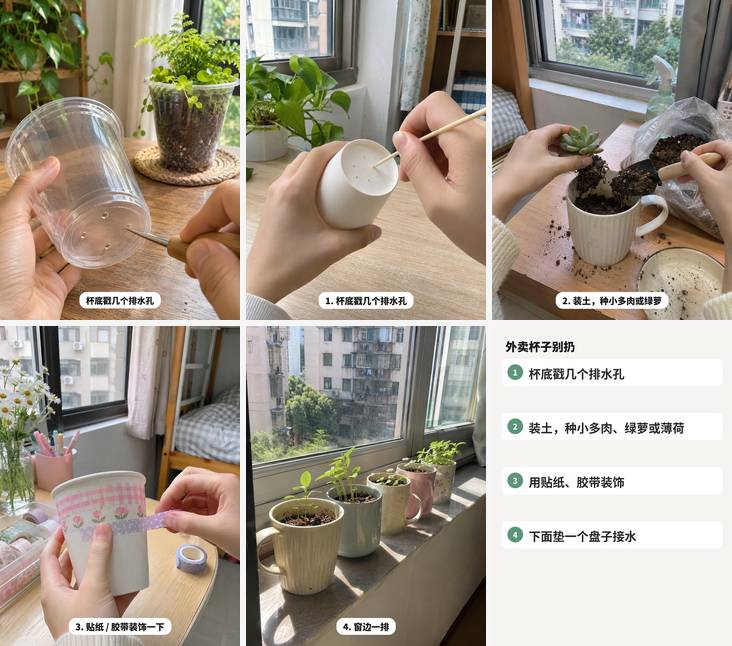 杯底戳几个排水孔
1. 杯底戳几个排水孔
2. 装土，种小多肉或绿萝
3. 贴纸 / 胶带装饰一下
4. 窗边一排
外卖杯子别扔
1 杯底戳几个排水孔
2 装土，种小多肉、绿萝或薄荷
3 用贴纸、胶带装饰
4 下面垫一个盘子接水